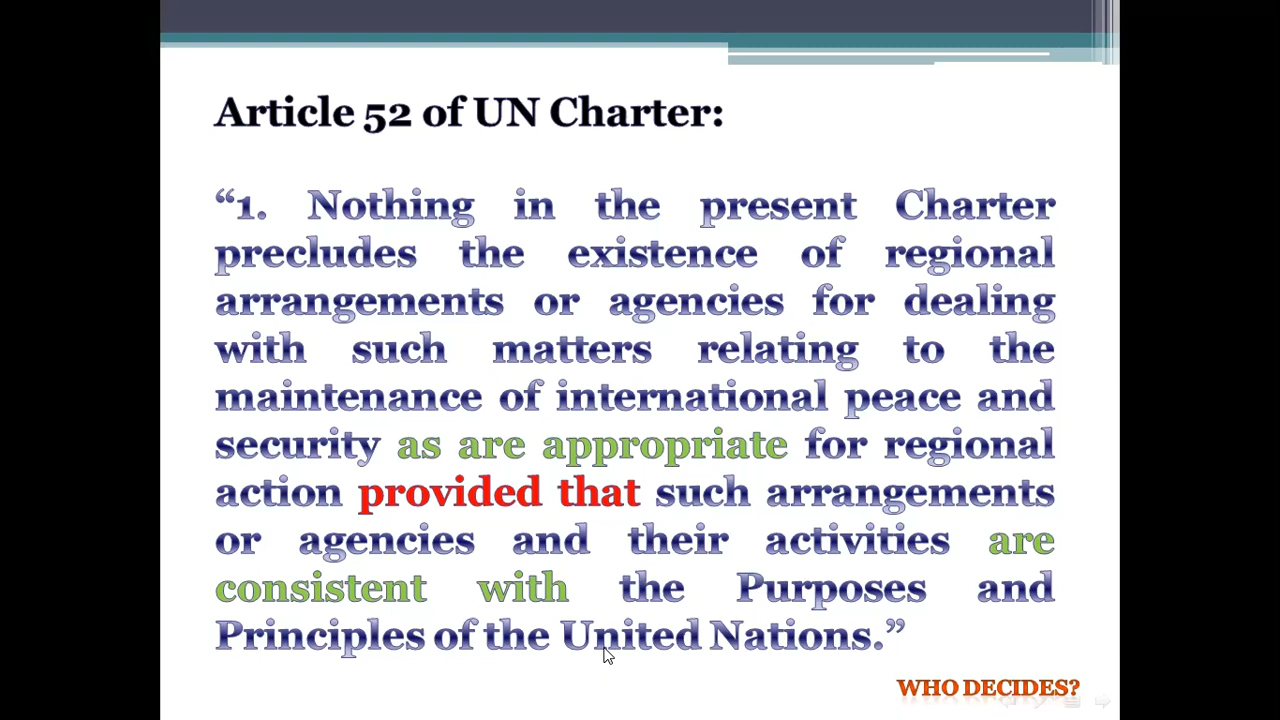 Article 52 of UN Charter:
“1. Nothing in the present Charter
precludes the existence of regional
arrangements or agencies for dealing
with such matters relating to the
maintenance of international peace and
security as are appropriate for regional
action provided that such arrangements
or agencies and their activities are
consistent with the Purposes and
Principles of the United Nations.”
WHO DECIDES?